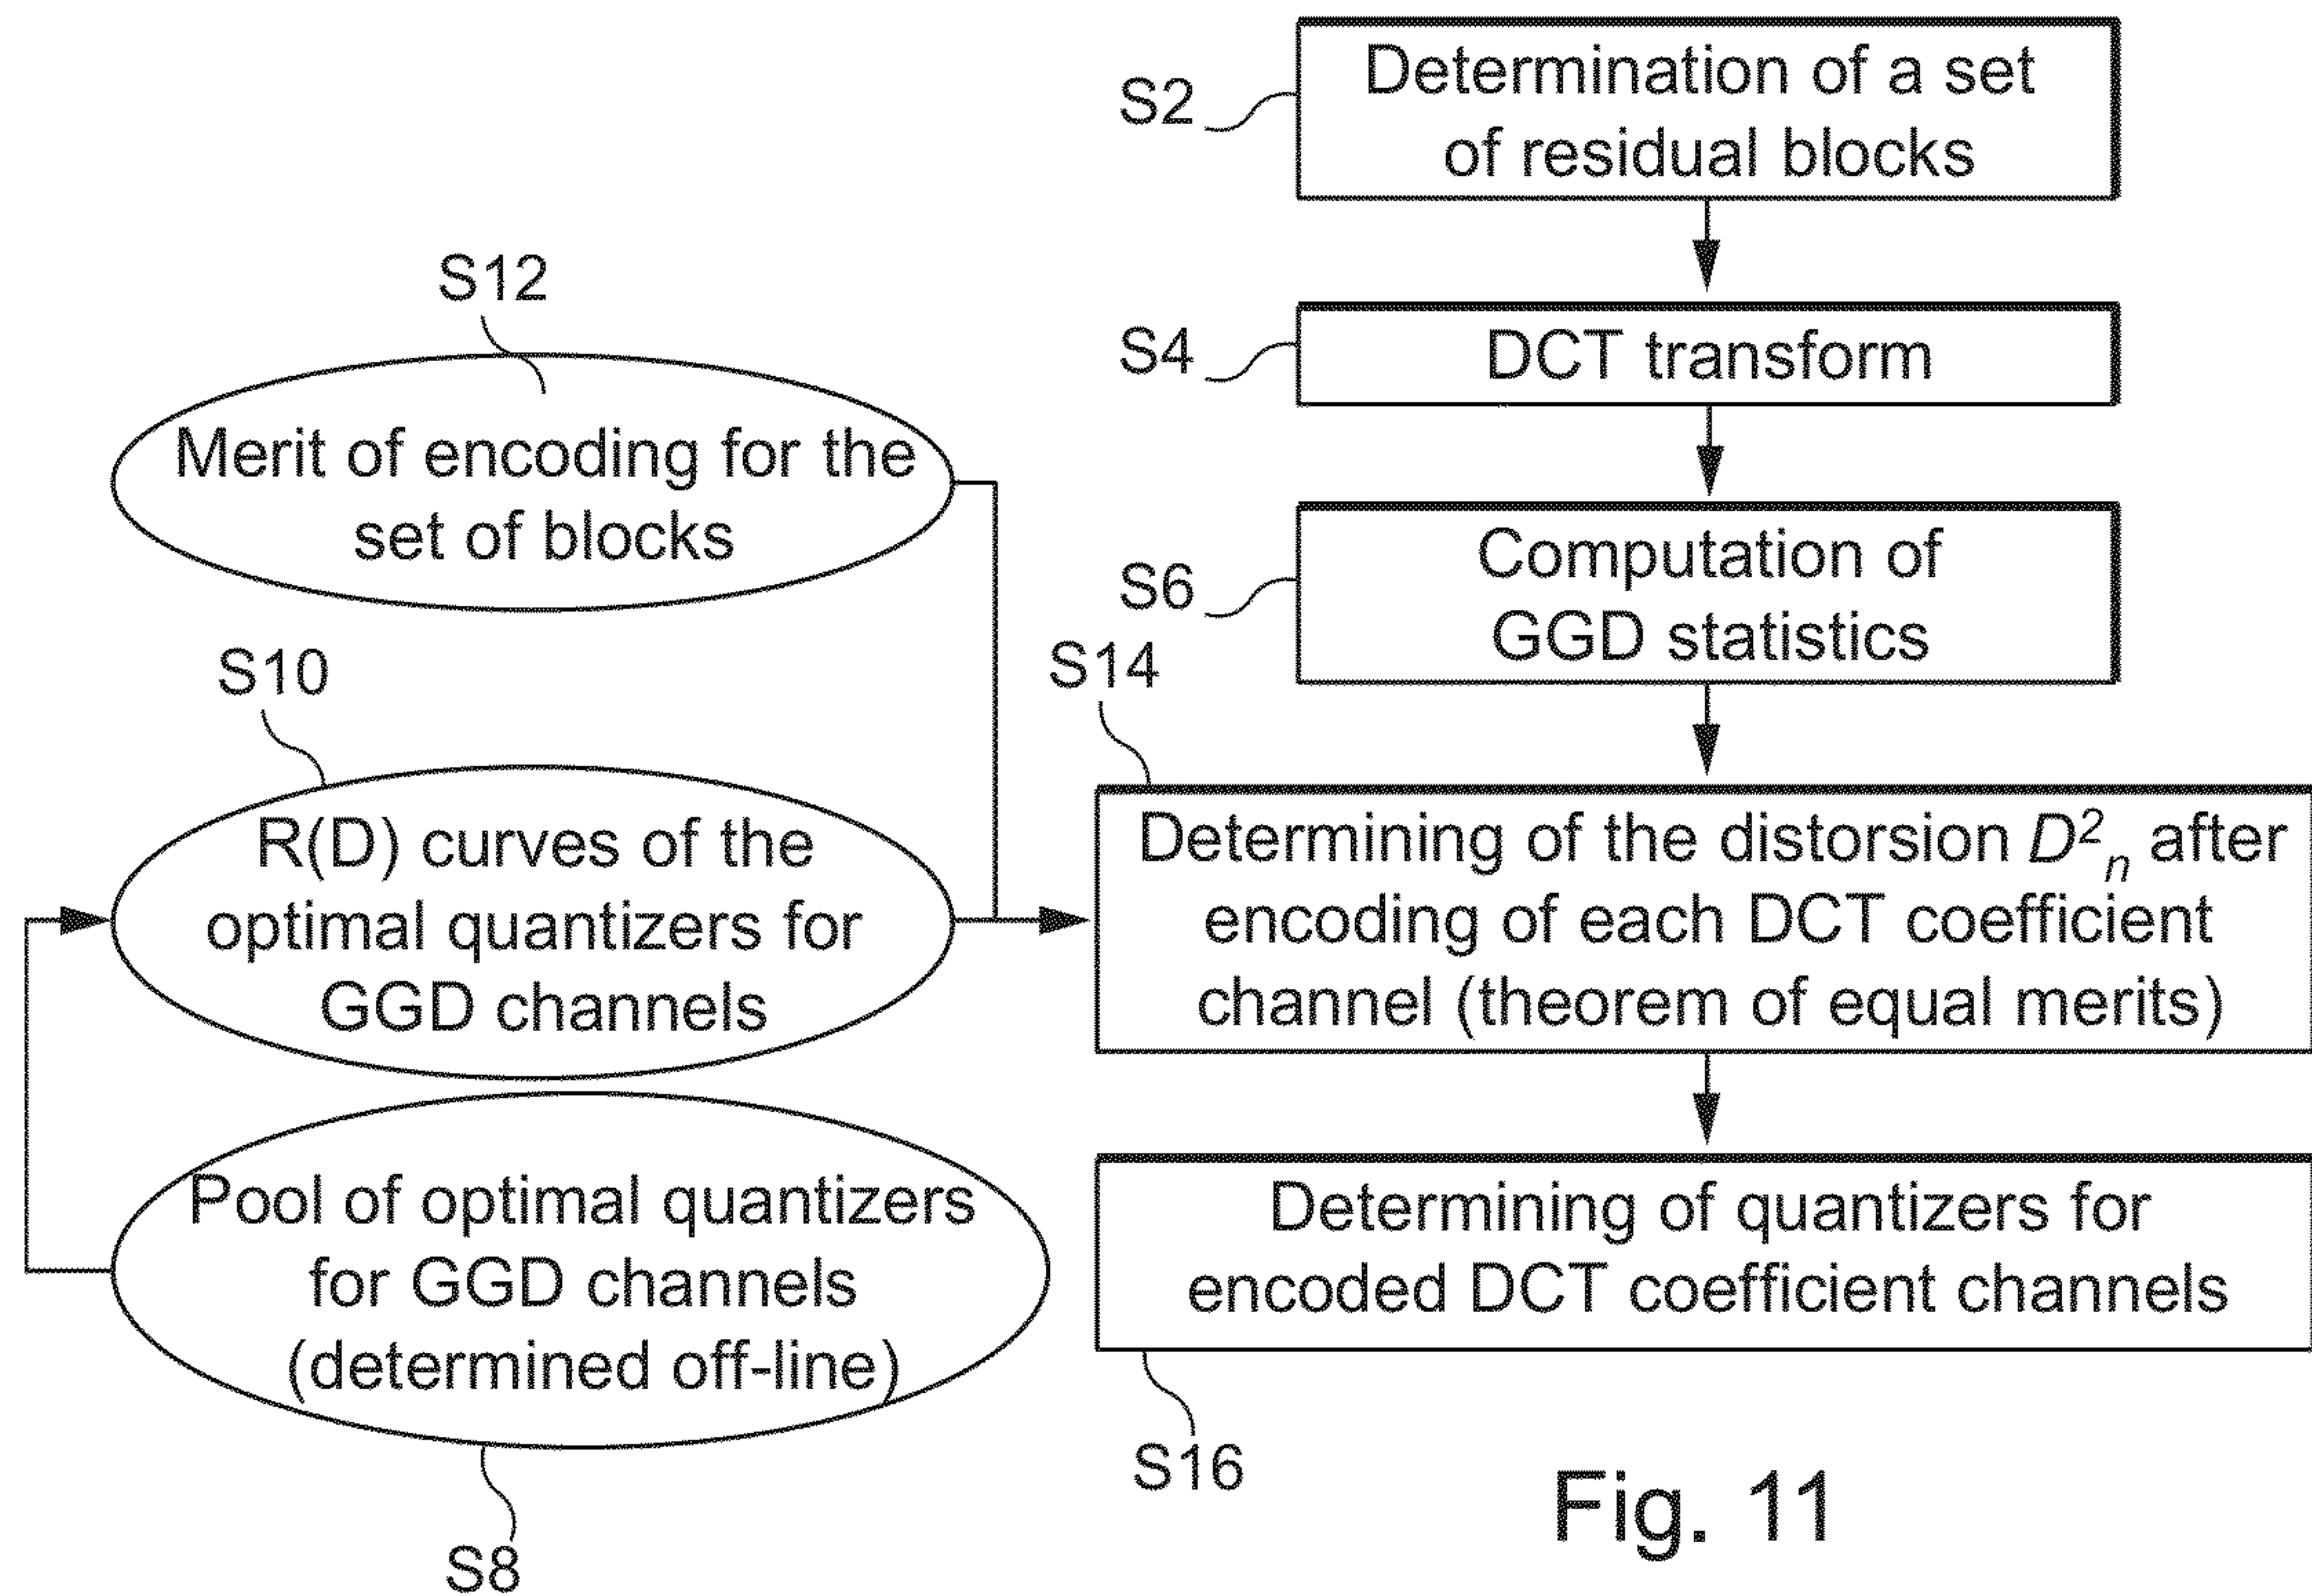 S2
Determination of a set
of residual blocks
S12
S4
DCT transform
Merit of encoding for the
set of blocks
S6
Computation of
GGD statistics
S10
S14
R(D) curves of the
optimal quantizers for
GGD channels
Determining of the distorsion D²ₙ after
encoding of each DCT coefficient
channel (theorem of equal merits)
Pool of optimal quantizers
for GGD channels
(determined off-line)
Determining of quantizers for
encoded DCT coefficient channels
S16
S8
Fig. 11